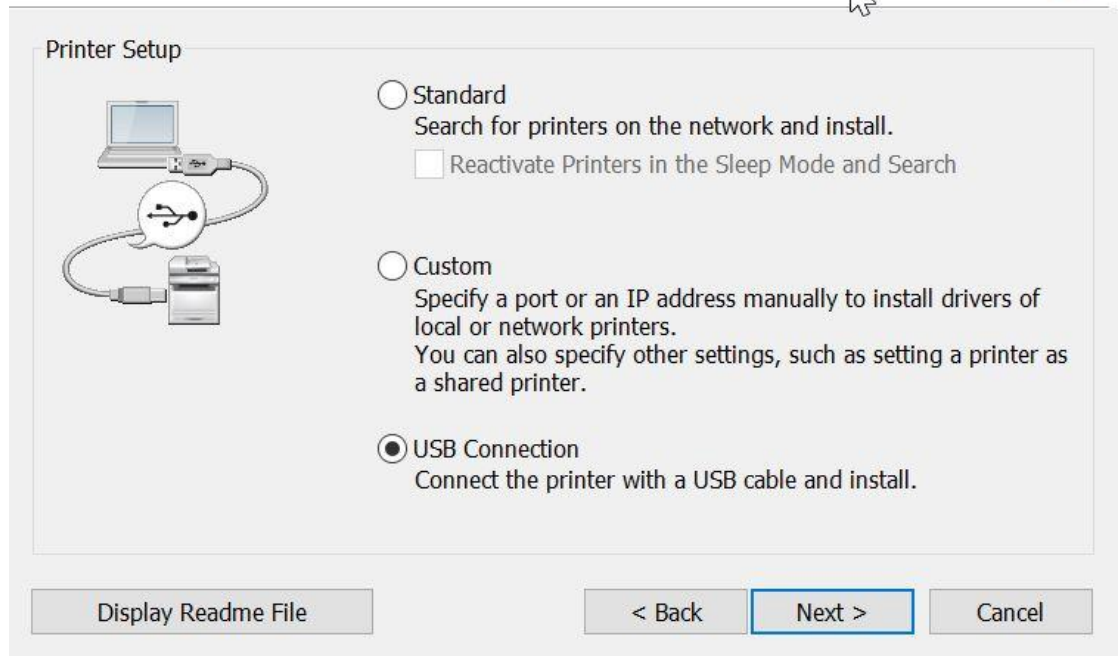 Printer Setup
Standard
Search for printers on the network and install.
Reactivate Printers in the Sleep Mode and Search
Custom
Specify a port or an IP address manually to install drivers of
local or network printers.
You can also specify other settings, such as setting a printer as
a shared printer.
USB Connection
Connect the printer with a USB cable and install.
Display Readme File
< Back
Next >
Cancel